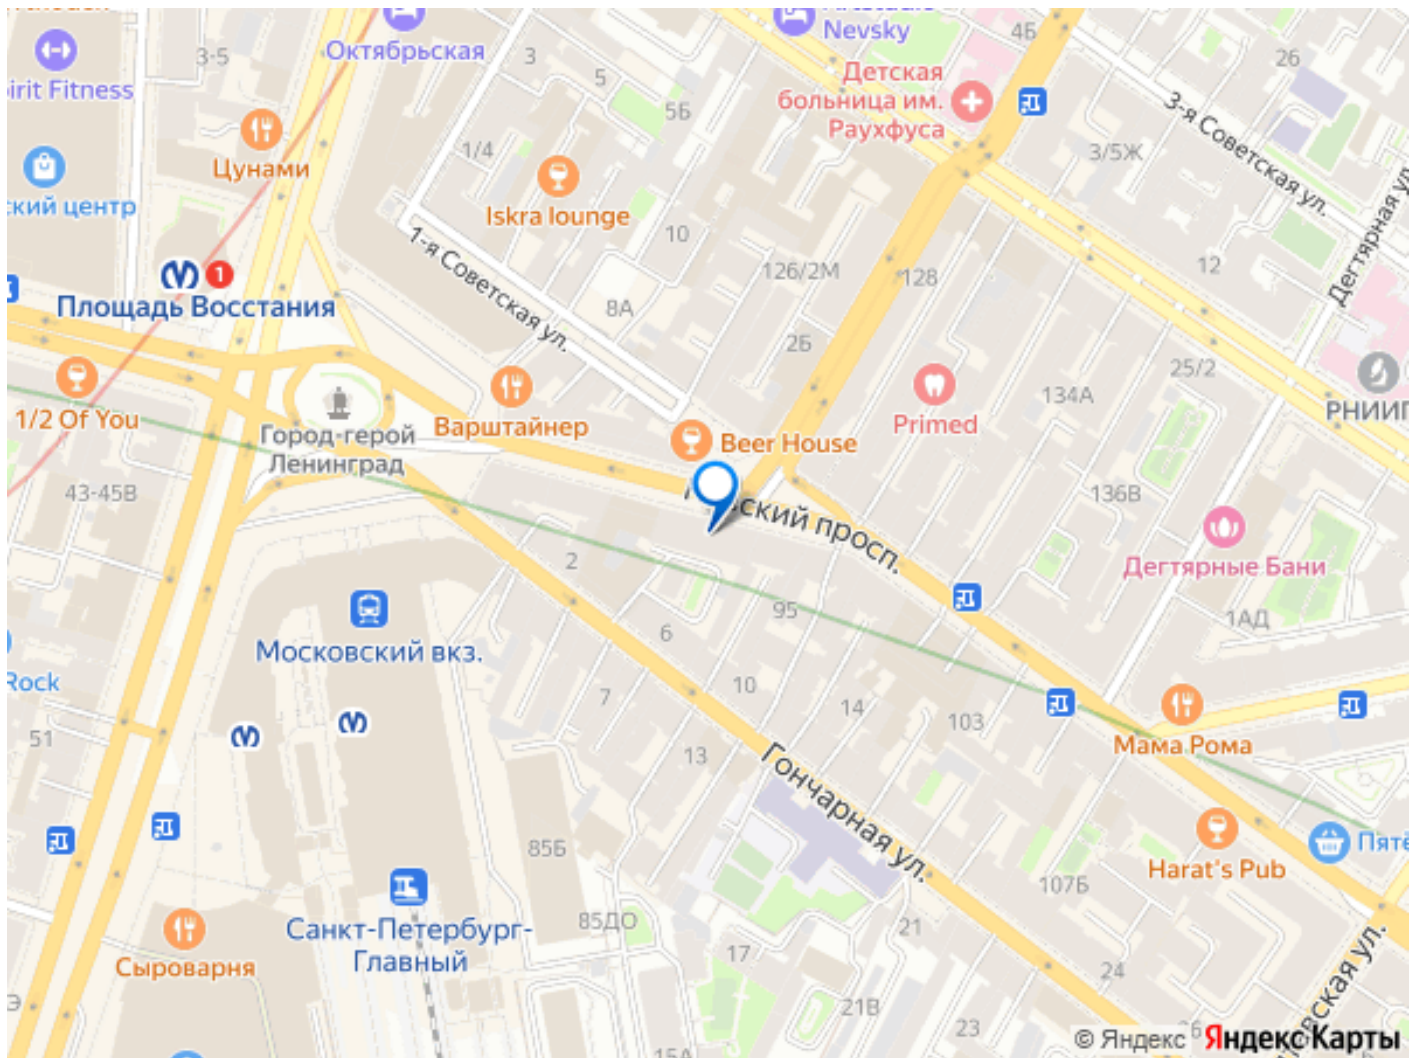 Октябрьская
Nevsky
4Б
26
3-5
3
5
irit Fitness
Детская
больница им.
Раухфуса
5Б
3-я Советская ул.
Цунами
1/4
3/5Ж
Дегтярная ул.
ский центр
Iskra lounge
10
1-я Советская ул.
126/2М
128
12
1
Площадь Восстания
8А
2Б
25/2
1/2 Of You
Варштайнер
Primed
134А
Город-герой
Ленинград
Beer House
43-45В
136В
Невский просп.
2
Дегтярные Бани
95
1АД
6
Московский вкз.
Rock
7
10
14
103
51
13
Мама Рома
Гончарная ул.
85Б
Harat's Pub
107Б
85ДО
21
Санкт-Петербург-
Главный
17
Сыроварня
24
21В
23
15А
© Яндекс
Яндекс Карты